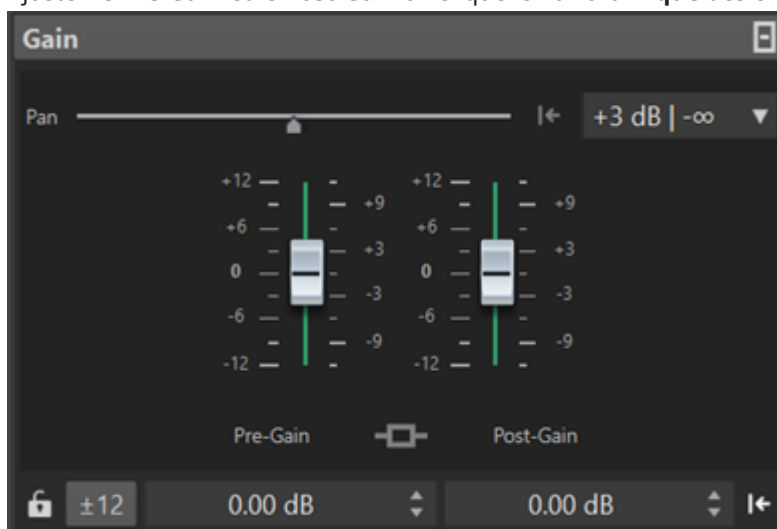 Gain
Pan +3 dB | -∞
+12 +12
+9 +9
+6 +6
+3 +3
0 0
-3 -3
-6 -6
-9 -9
-12 -12
Pre-Gain Post-Gain
±12 0.00 dB 0.00 dB